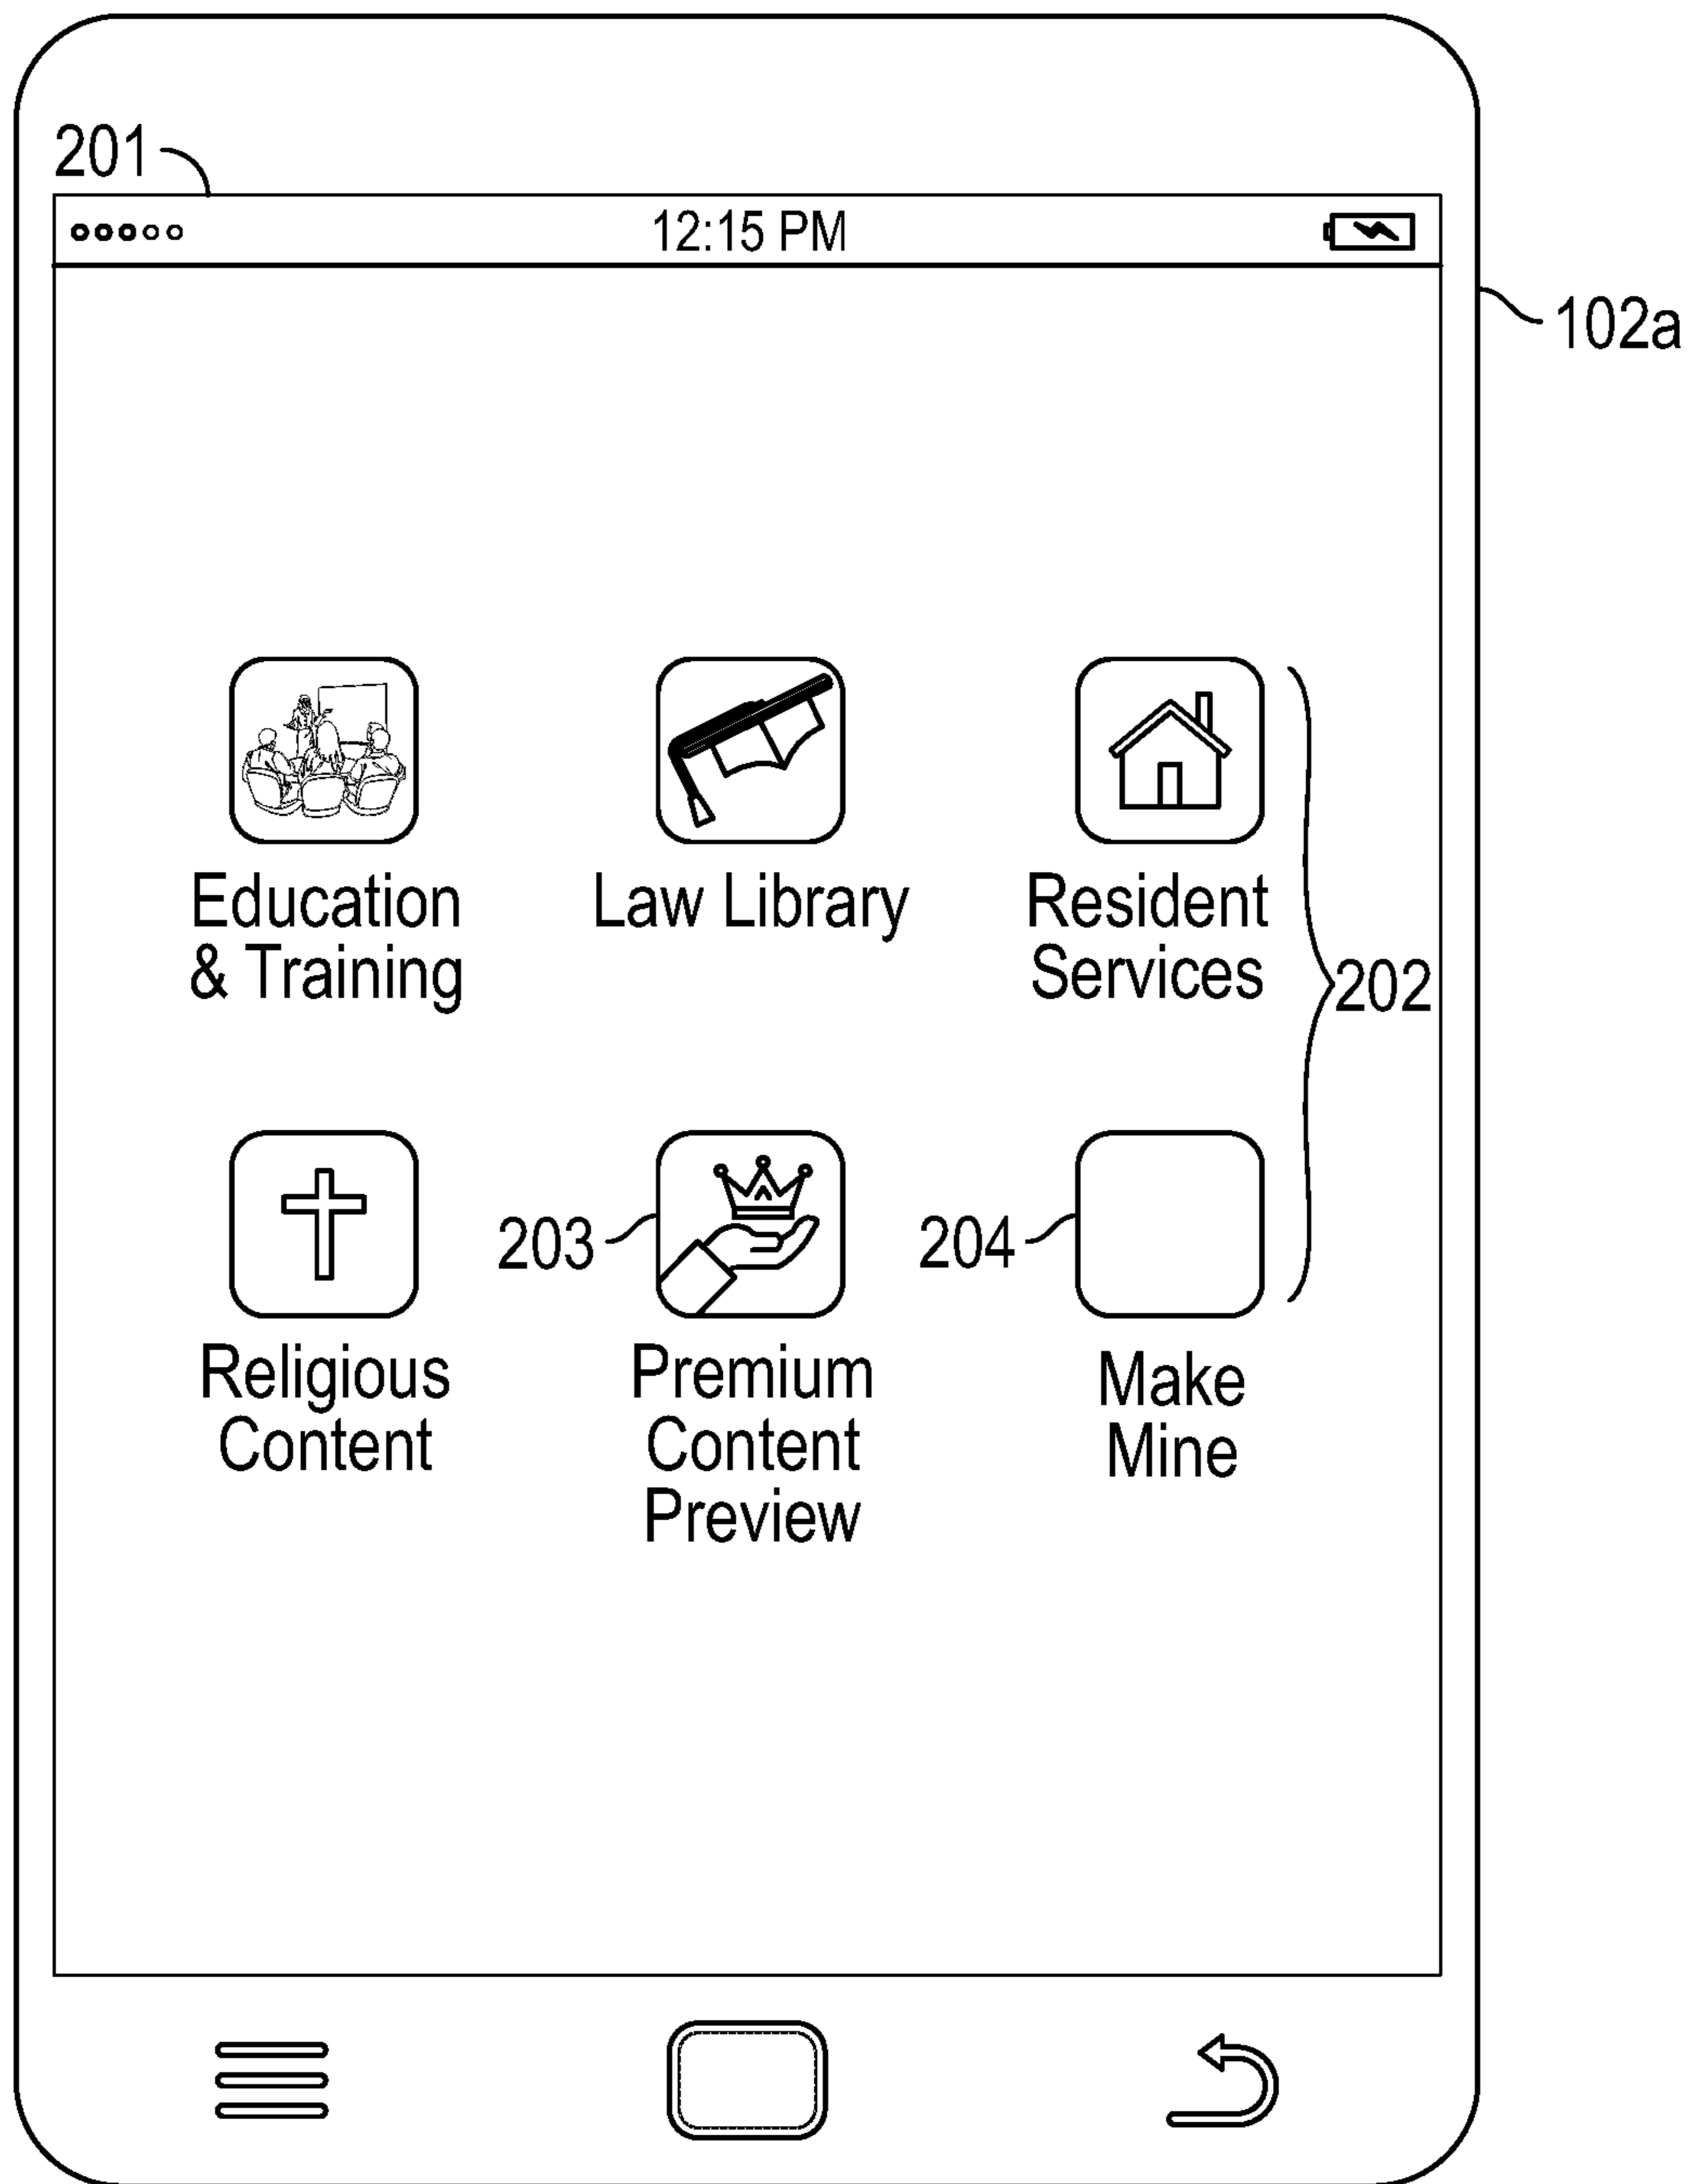 201
12:15 PM
102a
Education
& Training
Law Library
Resident
Services
202
Religious
Content
203
Premium
Content
Preview
204
Make
Mine